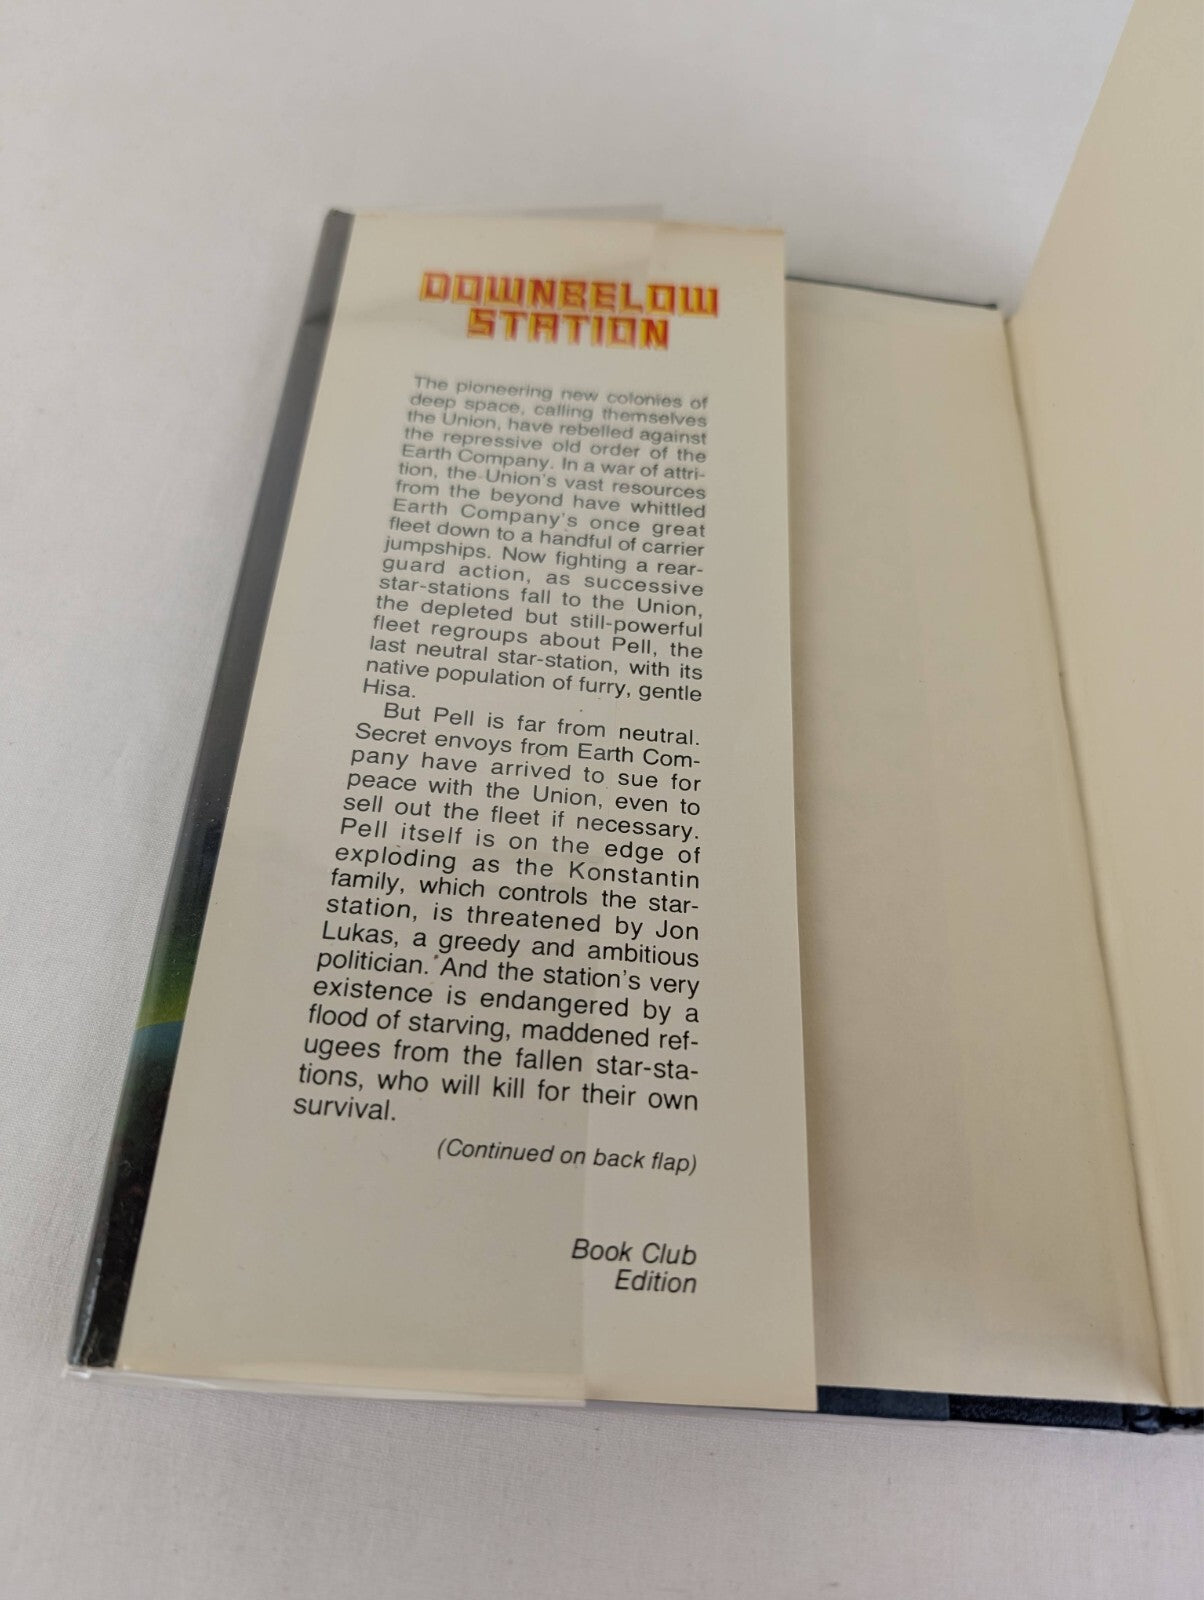 DOWNBELOW
STATION
The pioneering new colonies of
deep space, calling themselves
the Union, have rebelled against
the repressive old order of the
Earth Company. In a war of attri-
tion, the Union's vast resources
from the beyond have whittled
Earth Company's once great
fleet down to a handful of carrier
jumpships. Now fighting a rear-
guard action, as successive
star-stations fall to the Union,
the depleted but still-powerful
fleet regroups about Pell, the
last neutral star-station, with its
native population of furry, gentle
Hisa.
But Pell is far from neutral.
Secret envoys from Earth Com-
pany have arrived to sue for
peace with the Union, even to
sell out the fleet if necessary.
Pell itself is on the edge of
exploding as the Konstantin
family, which controls the star-
station, is threatened by Jon
Lukas, a greedy and ambitious
politician. And the station's very
existence is endangered by a
flood of starving, maddened ref-
ugees from the fallen star-sta-
tions, who will kill for their own
survival.
(Continued on back flap)
Book Club
Edition